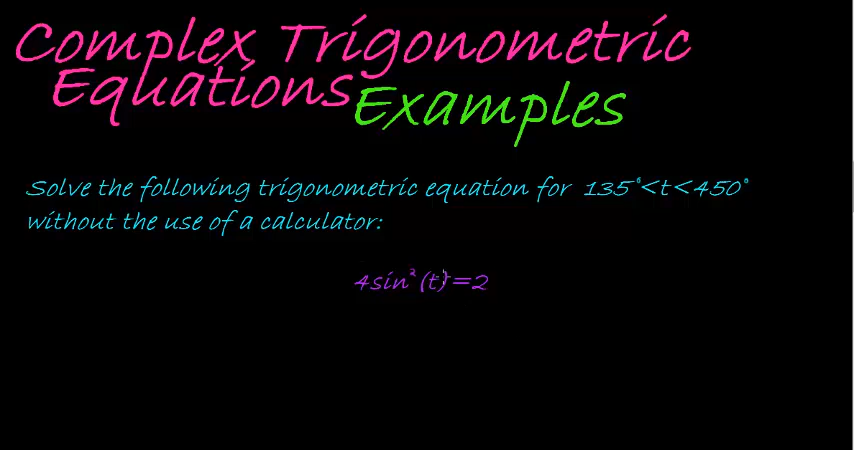 Complex Trigonometric
Equations Examples
Solve the following trigonometric equation for 135°<t<450°
without the use of a calculator:
4sin²(t)=2